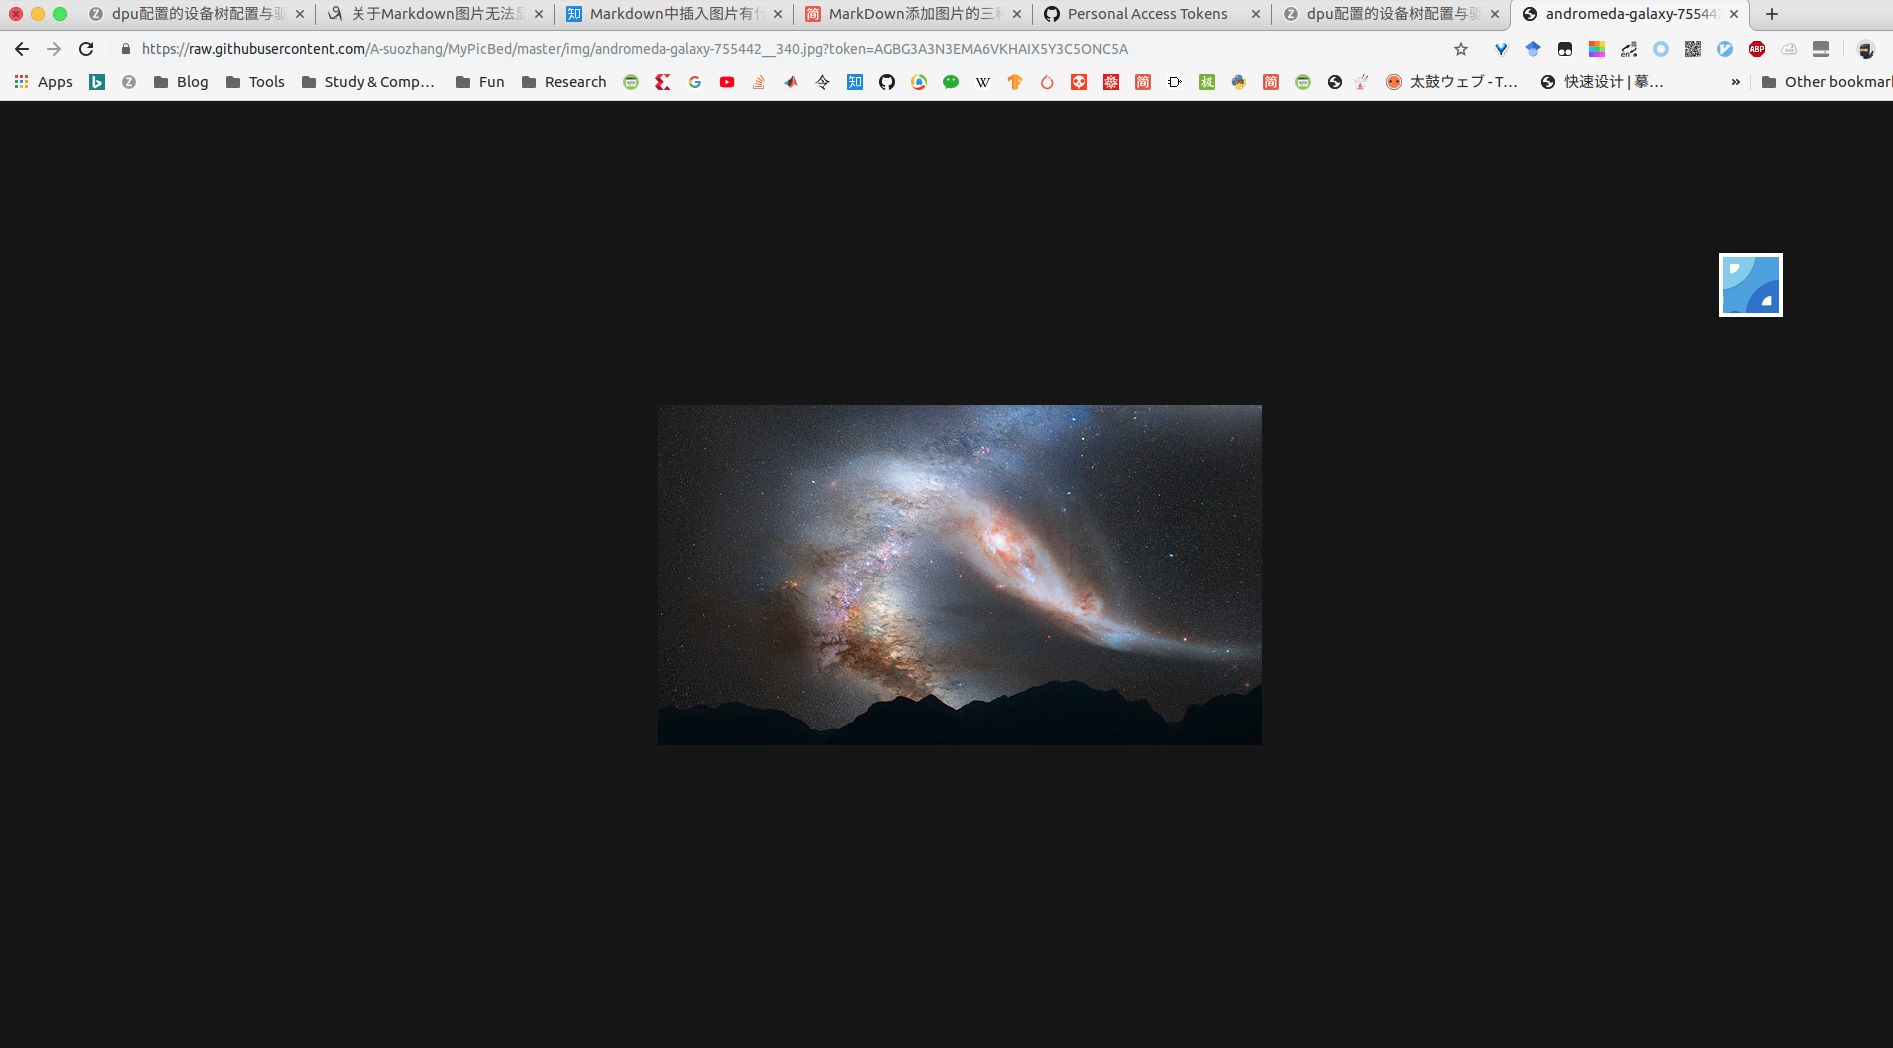 dpu配置的设备树配置与驱
关于Markdown图片无法显
Markdown中插入图片有什
MarkDown添加图片的三种
Personal Access Tokens
dpu配置的设备树配置与驱
andromeda-galaxy-755442
https://raw.githubusercontent.com/A-suozhang/MyPicBed/master/img/andromeda-galaxy-755442__340.jpg?token=AGBG3A3N3EMA6VKHAIX5Y3C5ONC5A
Apps Blog Tools Study & Comp... Fun Research 知 简 W 极 简 太鼓ウェブ - T... 快速设计 | 摹... » Other bookmar